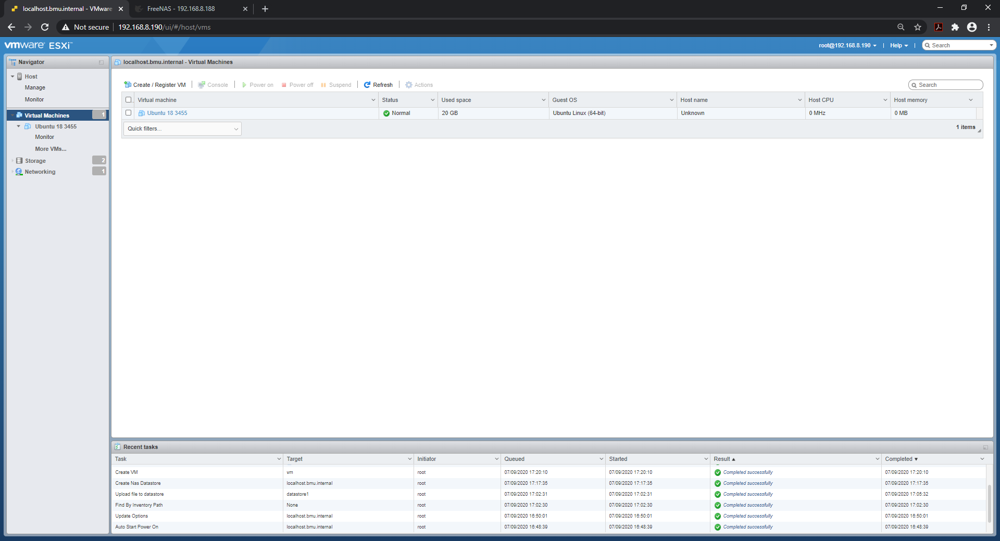 localhost.bmu.internal - VMware
FreeNAS - 192.168.8.188
Not secure 192.168.8.190/ui/#/host/vms
vmware ESXi™
root@192.168.8.190 | Help | Search
Navigator
Host
Manage
Monitor
Virtual Machines 1
Ubuntu 18 3455
Monitor
More VMs...
Storage 2
Networking 1
localhost.bmu.internal - Virtual Machines
Create / Register VM | Console | Power on Power off Suspend | Refresh | Actions Search
Virtual machine Status Used space Guest OS Host name Host CPU Host memory
Ubuntu 18 3455 Normal 20 GB Ubuntu Linux (64-bit) Unknown 0 MHz 0 MB
Quick filters... 1 items
Recent tasks
Task Target Initiator Queued Started Result ▲ Completed ▼
Create VM vm root 07/09/2020 17:20:10 07/09/2020 17:20:10 Completed successfully 07/09/2020 17:20:10
Create Nas Datastore localhost.bmu.internal root 07/09/2020 17:17:35 07/09/2020 17:17:35 Completed successfully 07/09/2020 17:17:35
Upload file to datastore datastore1 root 07/09/2020 17:02:31 07/09/2020 17:02:31 Completed successfully 07/09/2020 17:05:32
Find By Inventory Path None root 07/09/2020 17:02:30 07/09/2020 17:02:30 Completed successfully 07/09/2020 17:02:30
Update Options localhost.bmu.internal root 07/09/2020 16:50:01 07/09/2020 16:50:01 Completed successfully 07/09/2020 16:50:01
Auto Start Power On localhost.bmu.internal root 07/09/2020 16:48:39 07/09/2020 16:48:39 Completed successfully 07/09/2020 16:48:39